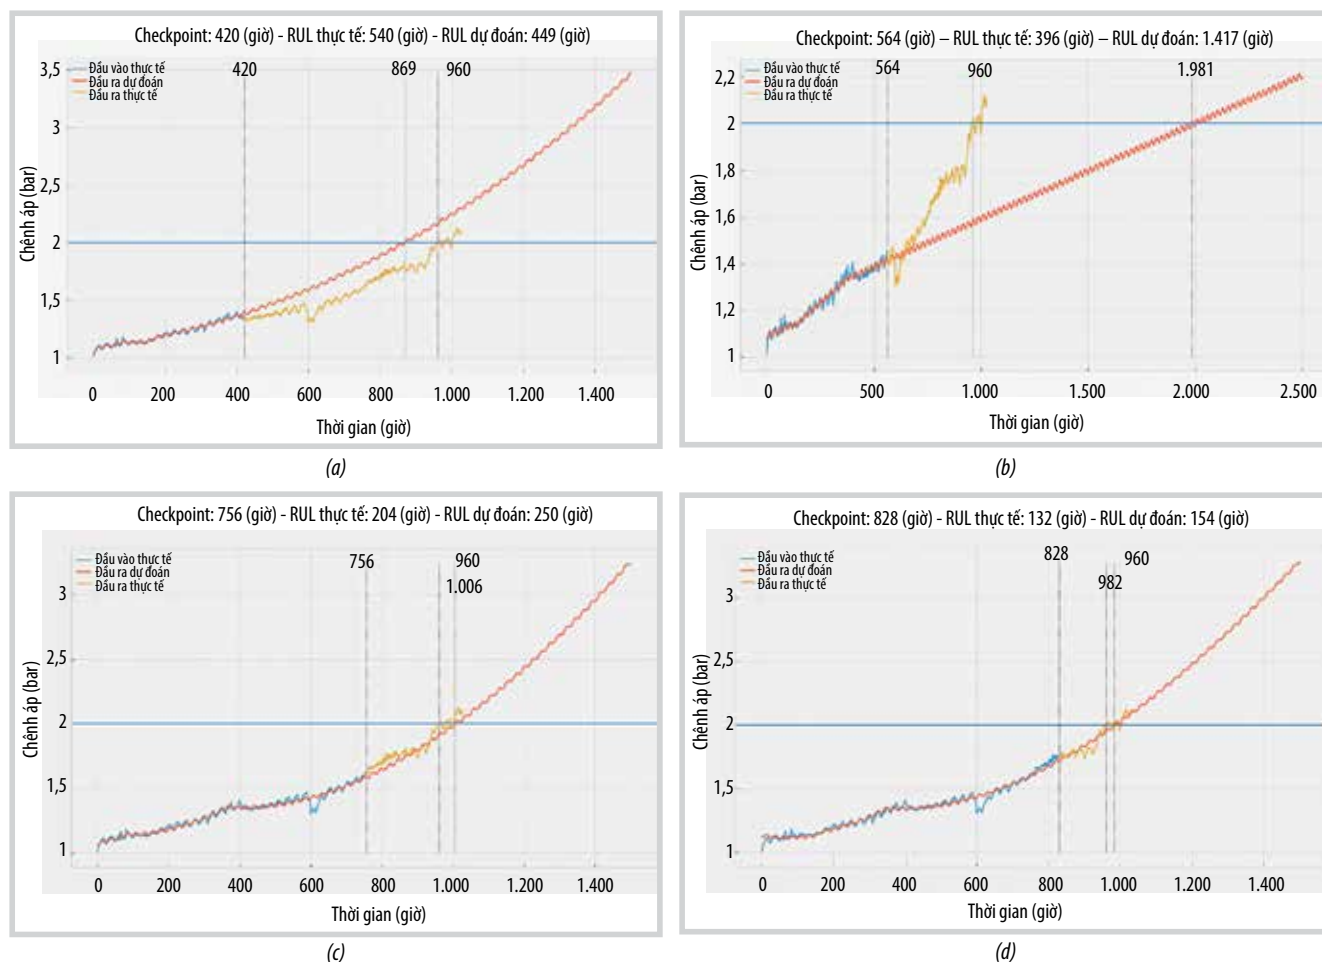 Checkpoint: 420 (giờ) - RUL thực tế: 540 (giờ) - RUL dự đoán: 449 (giờ)
Đầu vào thực tế
Đầu ra dự đoán
Đầu ra thực tế
420
869
960
3,5
3
2,5
2
1,5
1
Chênh áp (bar)
0
200
400
600
800
1.000
1.200
1.400
Thời gian (giờ)
(a)
Checkpoint: 564 (giờ) – RUL thực tế: 396 (giờ) – RUL dự đoán: 1.417 (giờ)
Đầu vào thực tế
Đầu ra dự đoán
Đầu ra thực tế
564
960
1.981
2,2
2
1,8
1,6
1,4
1,2
1
Chênh áp (bar)
0
500
1.000
1.500
2.000
2.500
Thời gian (giờ)
(b)
Checkpoint: 756 (giờ) - RUL thực tế: 204 (giờ) - RUL dự đoán: 250 (giờ)
Đầu vào thực tế
Đầu ra dự đoán
Đầu ra thực tế
756
960
1.006
3
2,5
2
1,5
1
Chênh áp (bar)
0
200
400
600
800
1.000
1.200
1.400
Thời gian (giờ)
(c)
Checkpoint: 828 (giờ) - RUL thực tế: 132 (giờ) - RUL dự đoán: 154 (giờ)
Đầu vào thực tế
Đầu ra dự đoán
Đầu ra thực tế
828
960
982
3
2,5
2
1,5
1
Chênh áp (bar)
0
200
400
600
800
1.000
1.200
1.400
Thời gian (giờ)
(d)